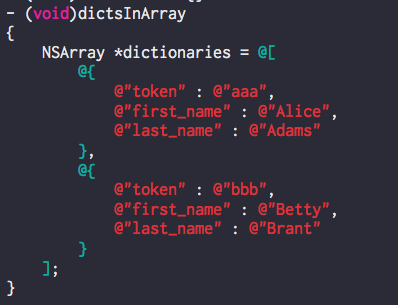 - (void)dictsInArray
{
    NSArray *dictionaries = @[
        @{
            @"token" : @"aaa",
            @"first_name" : @"Alice",
            @"last_name" : @"Adams"
        },
        @{
            @"token" : @"bbb",
            @"first_name" : @"Betty",
            @"last_name" : @"Brant"
        }
    ];
}